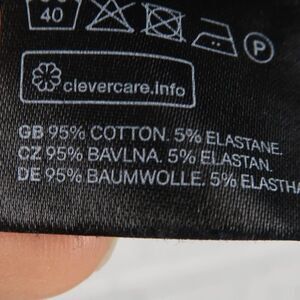 40 P
clevercare.info
GB 95% COTTON. 5% ELASTANE.
CZ 95% BAVLNA. 5% ELASTAN.
DE 95% BAUMWOLLE. 5% ELASTHA